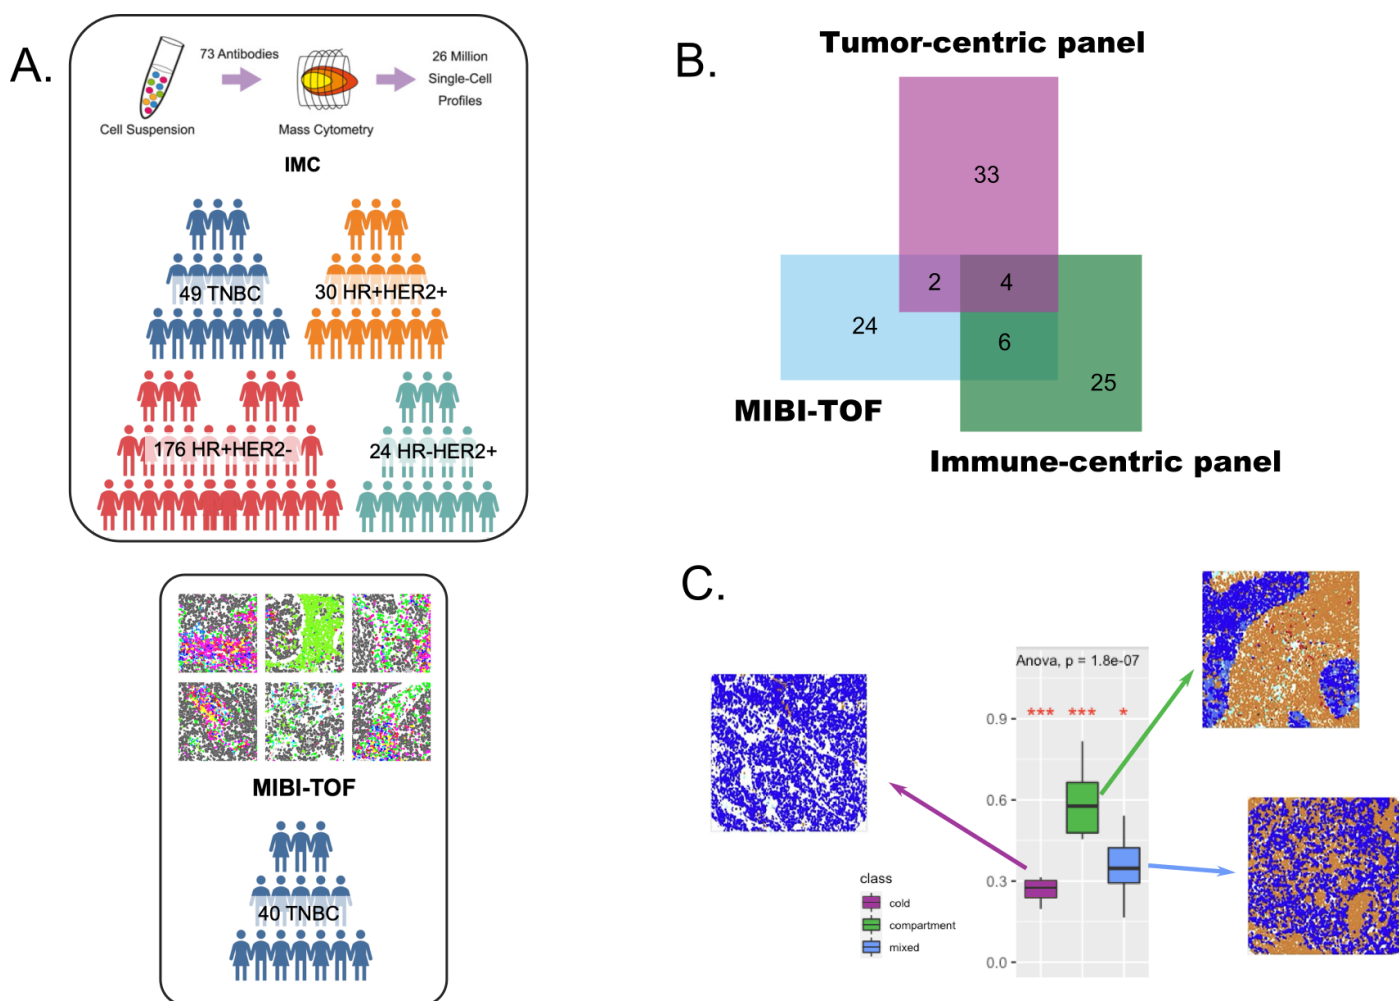 A.
73 Antibodies
26 Million
Single-Cell
Profiles
Cell Suspension
Mass Cytometry
IMC
49 TNBC
30 HR+HER2+
176 HR+HER2-
24 HR-HER2+
MIBI-TOF
40 TNBC
B.
Tumor-centric panel
33
2
4
24
6
25
MIBI-TOF
Immune-centric panel
C.
Anova, p = 1.8e-07
*** *** *
0.9
0.6
0.3
0.0
class
cold
compartment
mixed